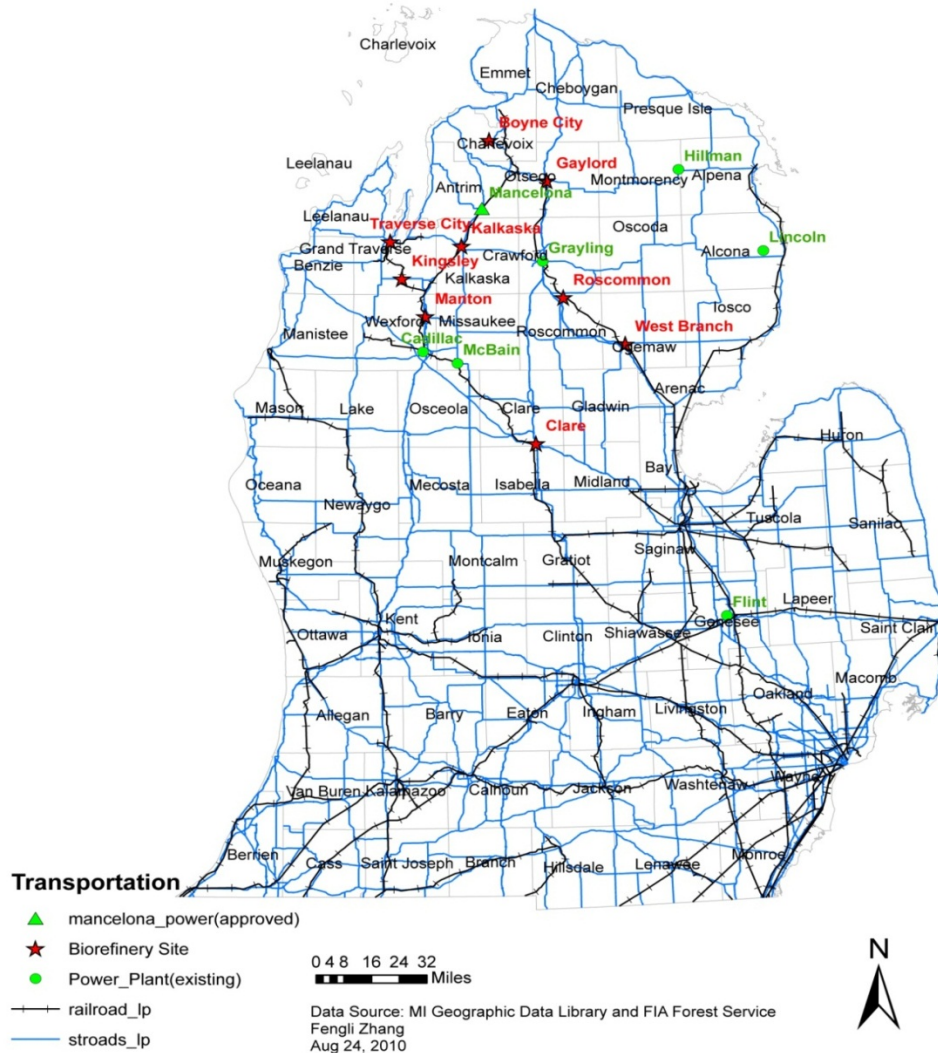 Charlevoix
Emmet
Cheboygan
Presque Isle
Boyne City
Charlevoix
Leelanau
Gaylord
Hillman
Otsego
Montmorency
Alpena
Antrim
Mancelona
Leelanau
Traverse City
Kalkaska
Oscoda
Lincoln
Grand Traverse
Crawford
Grayling
Alcona
Benzie
Kingsley
Kalkaska
Roscommon
Manton
Iosco
Wexford
Missaukee
Roscommon
West Branch
Manistee
Cadillac
McBain
Ogemaw
Arenac
Mason
Lake
Osceola
Clare
Gladwin
Clare
Huron
Oceana
Mecosta
Isabella
Midland
Bay
Newaygo
Tuscola
Sanilac
Muskegon
Montcalm
Gratiot
Saginaw
Flint
Lapeer
Kent
Genesee
Ottawa
Ionia
Clinton
Shiawassee
Saint Clair
Macomb
Oakland
Allegan
Barry
Eaton
Ingham
Livingston
Van Buren
Kalamazoo
Calhoun
Jackson
Washtenaw
Wayne
Berrien
Cass
Saint Joseph
Branch
Hillsdale
Lenawee
Monroe
Transportation
mancelona_power(approved)
Biorefinery Site
Power_Plant(existing)
railroad_lp
stroads_lp
0 4 8 16 24 32
Miles
Data Source: MI Geographic Data Library and FIA Forest Service
Fengli Zhang
Aug 24, 2010
N